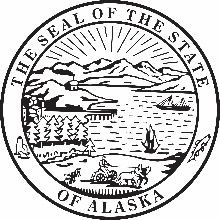 THE SEAL OF THE STATE
OF ALASKA